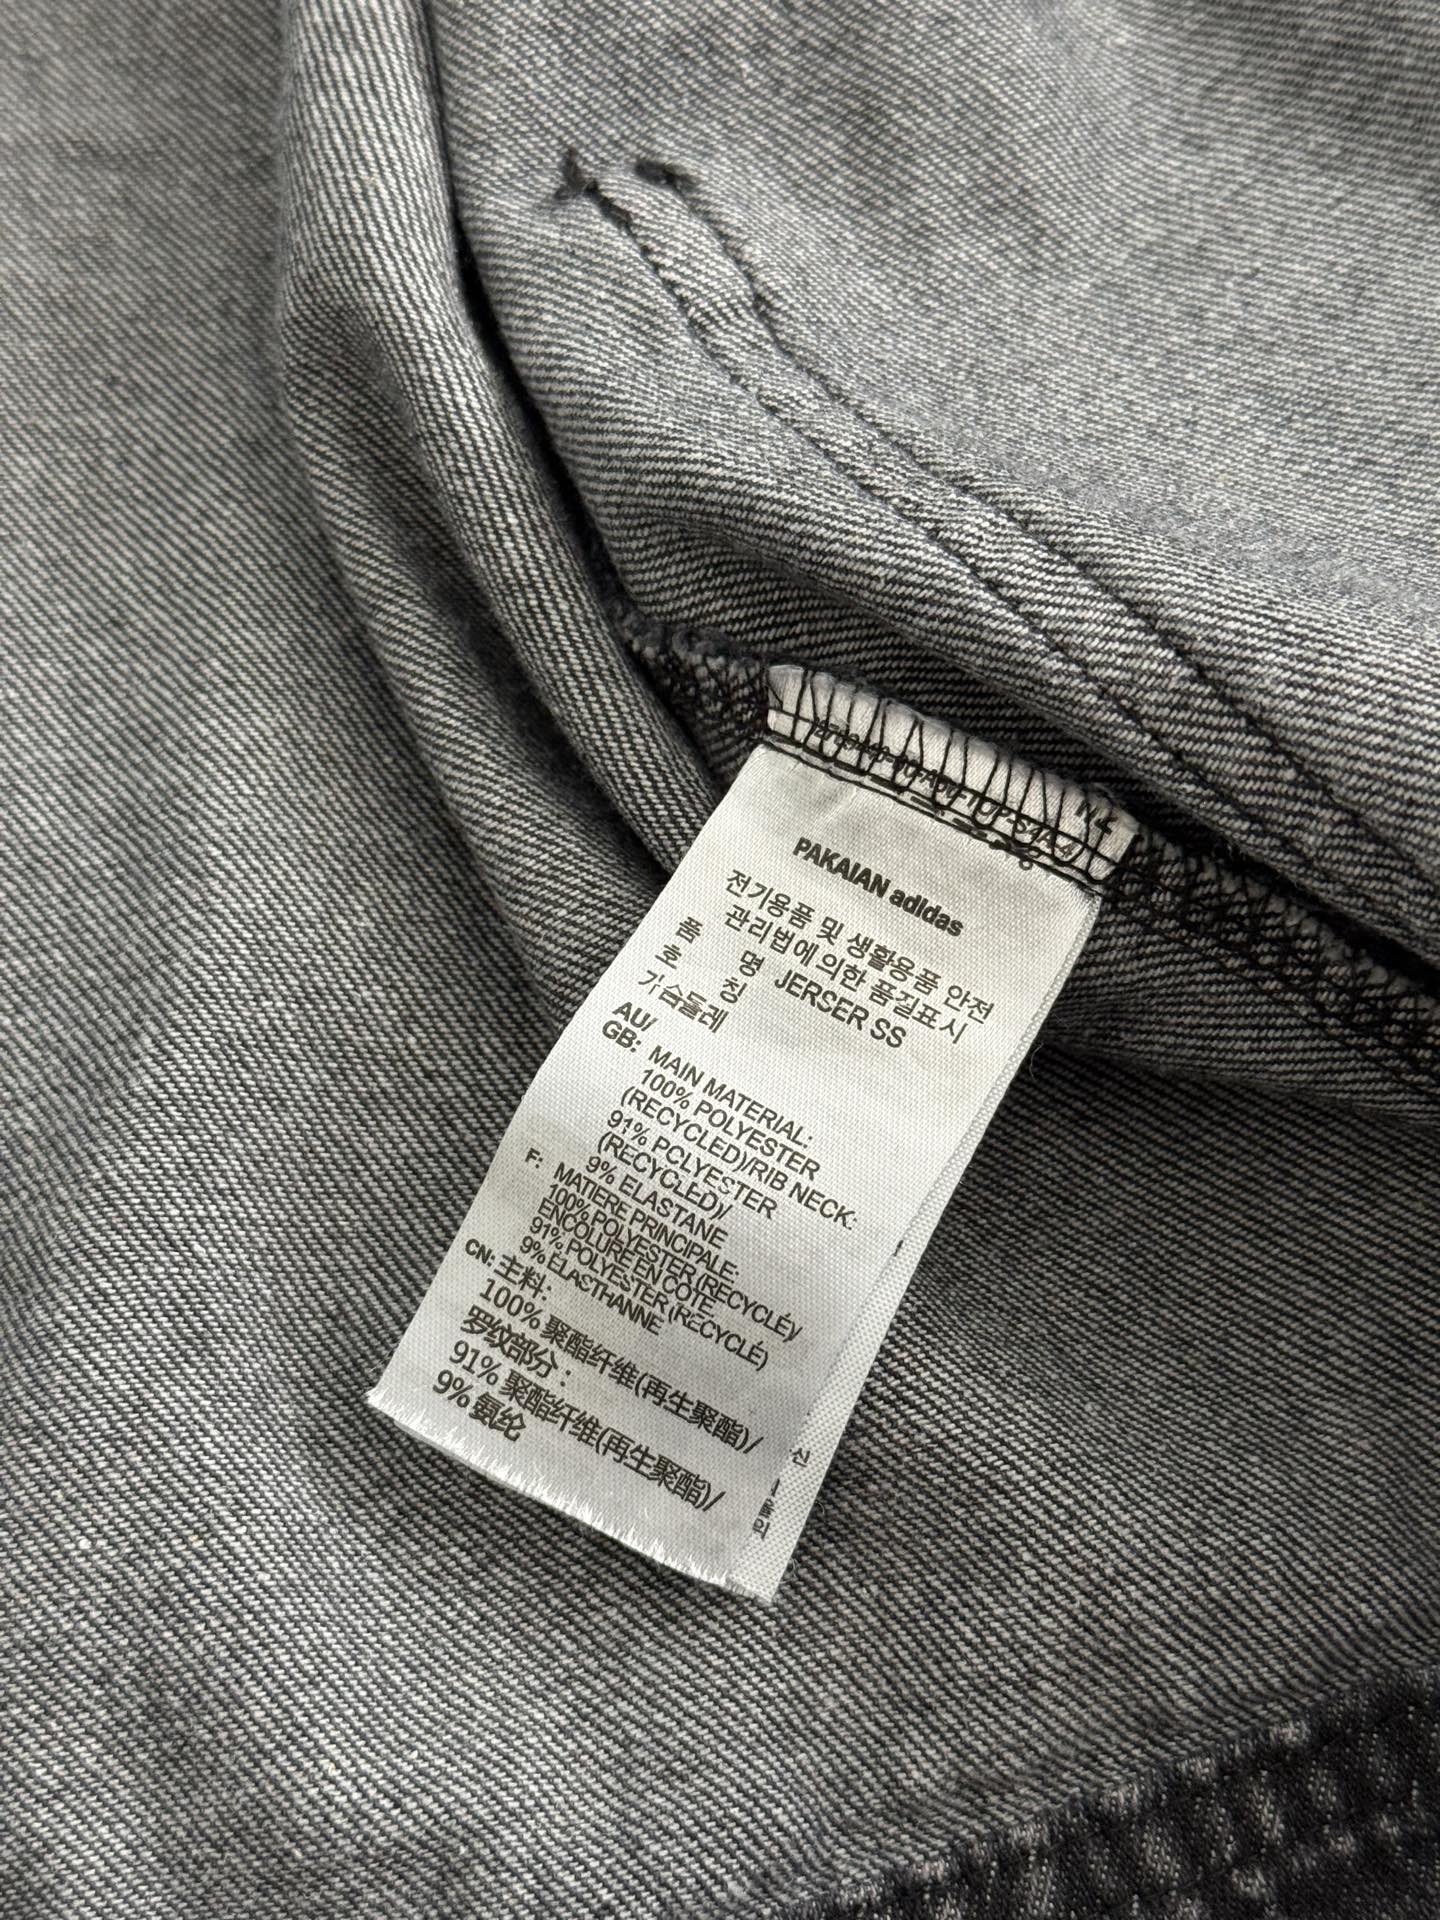 PAKAIAN adidas
전기용품 및 생활용품 안전
관리법에 의한 품질표시
품 명 JERSER SS
호 칭
가슴둘레
AU/
GB: MAIN MATERIAL:
100% POLYESTER
(RECYCLED)/RIB NECK:
91% PCLYESTER
(RECYCLED)/
9% ELASTANE
F: MATIÈRE PRINCIPALE:
100% POLYESTER (RECYCLÉ)/
ENCOLURE EN COTE
91% POLYESTER (RECYCLÉ)
9% ÉLASTHANNE
CN: 主料:
100% 聚酯纤维(再生聚酯)/
罗纹部分:
91% 聚酯纤维(再生聚酯)/
9% 氨纶